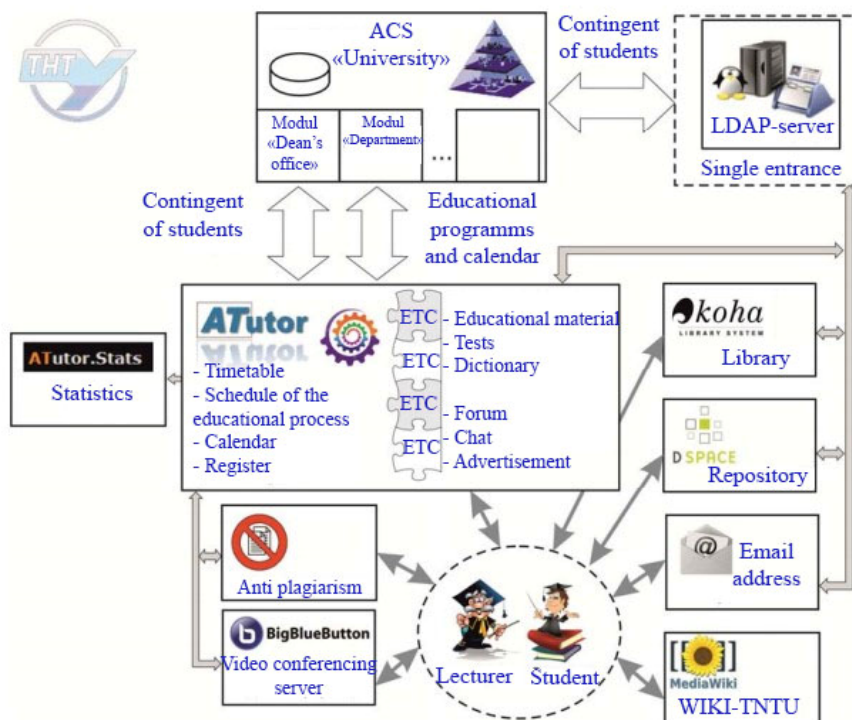 THT
ACS
«University»
Modul
«Dean's
office»
Modul
«Department»
...
Contingent
of students
LDAP-server
Single entrance
Contingent
of students
Educational
programms
and calendar
ATutor
- Timetable
- Schedule of the
educational process
- Calendar
- Register
ETC
ETC
ETC
ETC
- Educational material
- Tests
- Dictionary
- Forum
- Chat
- Advertisement
ATutor.Stats
Statistics
koha
LIBRARY SYSTEM
Library
DSPACE
Repository
@
Email
address
Anti plagiarism
b BigBlueButton
Video conferencing
server
Lecturer
Student
[[ ]]
MediaWiki
WIKI-TNTU